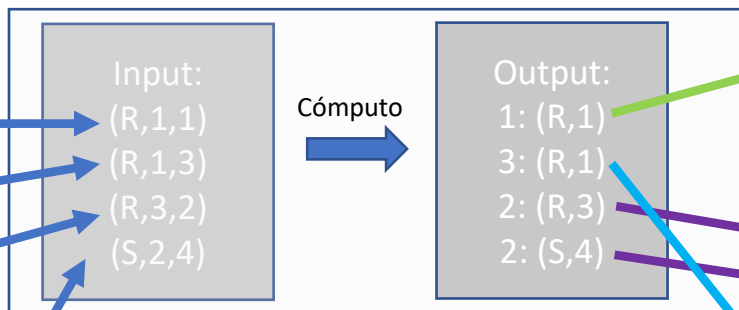 Input:
(R,1,1)
(R,1,3)
(R,3,2)
(S,2,4)
Cómputo
Output:
1: (R,1)
3: (R,1)
2: (R,3)
2: (S,4)